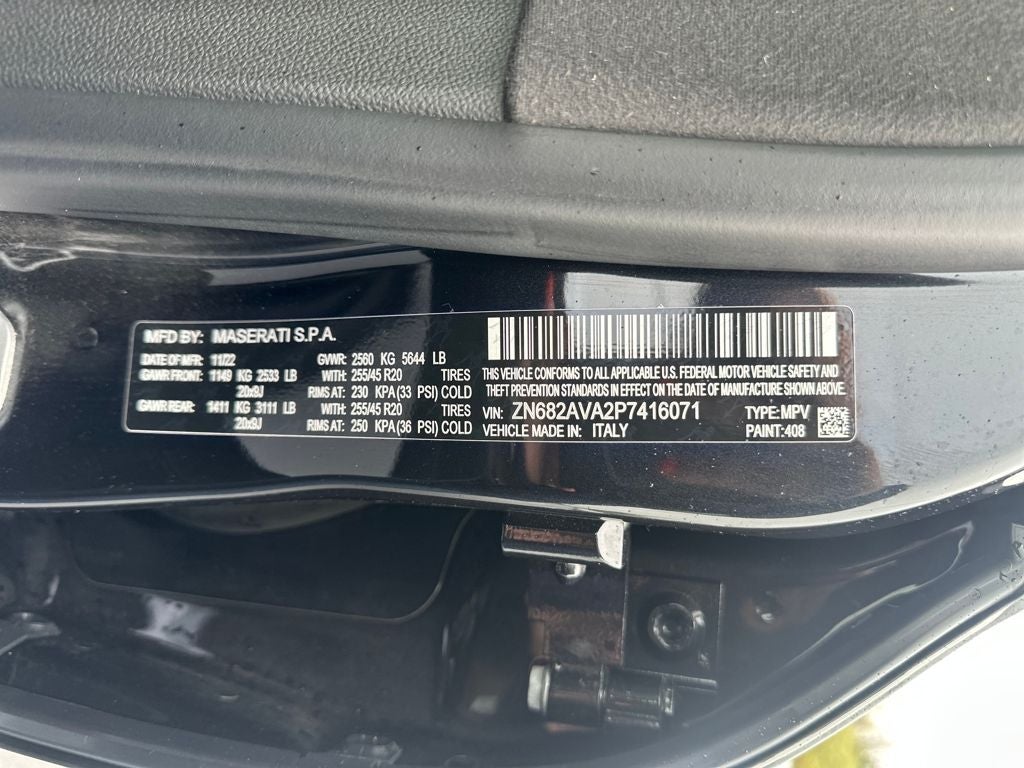 MFD BY: MASERATI S.P.A.
DATE OF MFR: 11/22 GVWR: 2560 KG 5644 LB
GAWR FRONT: 1149 KG 2533 LB WITH: 255/45 R20 TIRES
20x9J RIMS AT: 230 KPA(33 PSI) COLD
GAWR REAR: 1411 KG 3111 LB WITH: 255/45 R20 TIRES
20x9J RIMS AT: 250 KPA(36 PSI) COLD
THIS VEHICLE CONFORMS TO ALL APPLICABLE U.S. FEDERAL MOTOR VEHICLE SAFETY AND
THEFT PREVENTION STANDARDS IN EFFECT ON THE DATE OF MANUFACTURE SHOWN ABOVE.
VIN: ZN682AVA2P7416071 TYPE: MPV
VEHICLE MADE IN: ITALY PAINT: 408